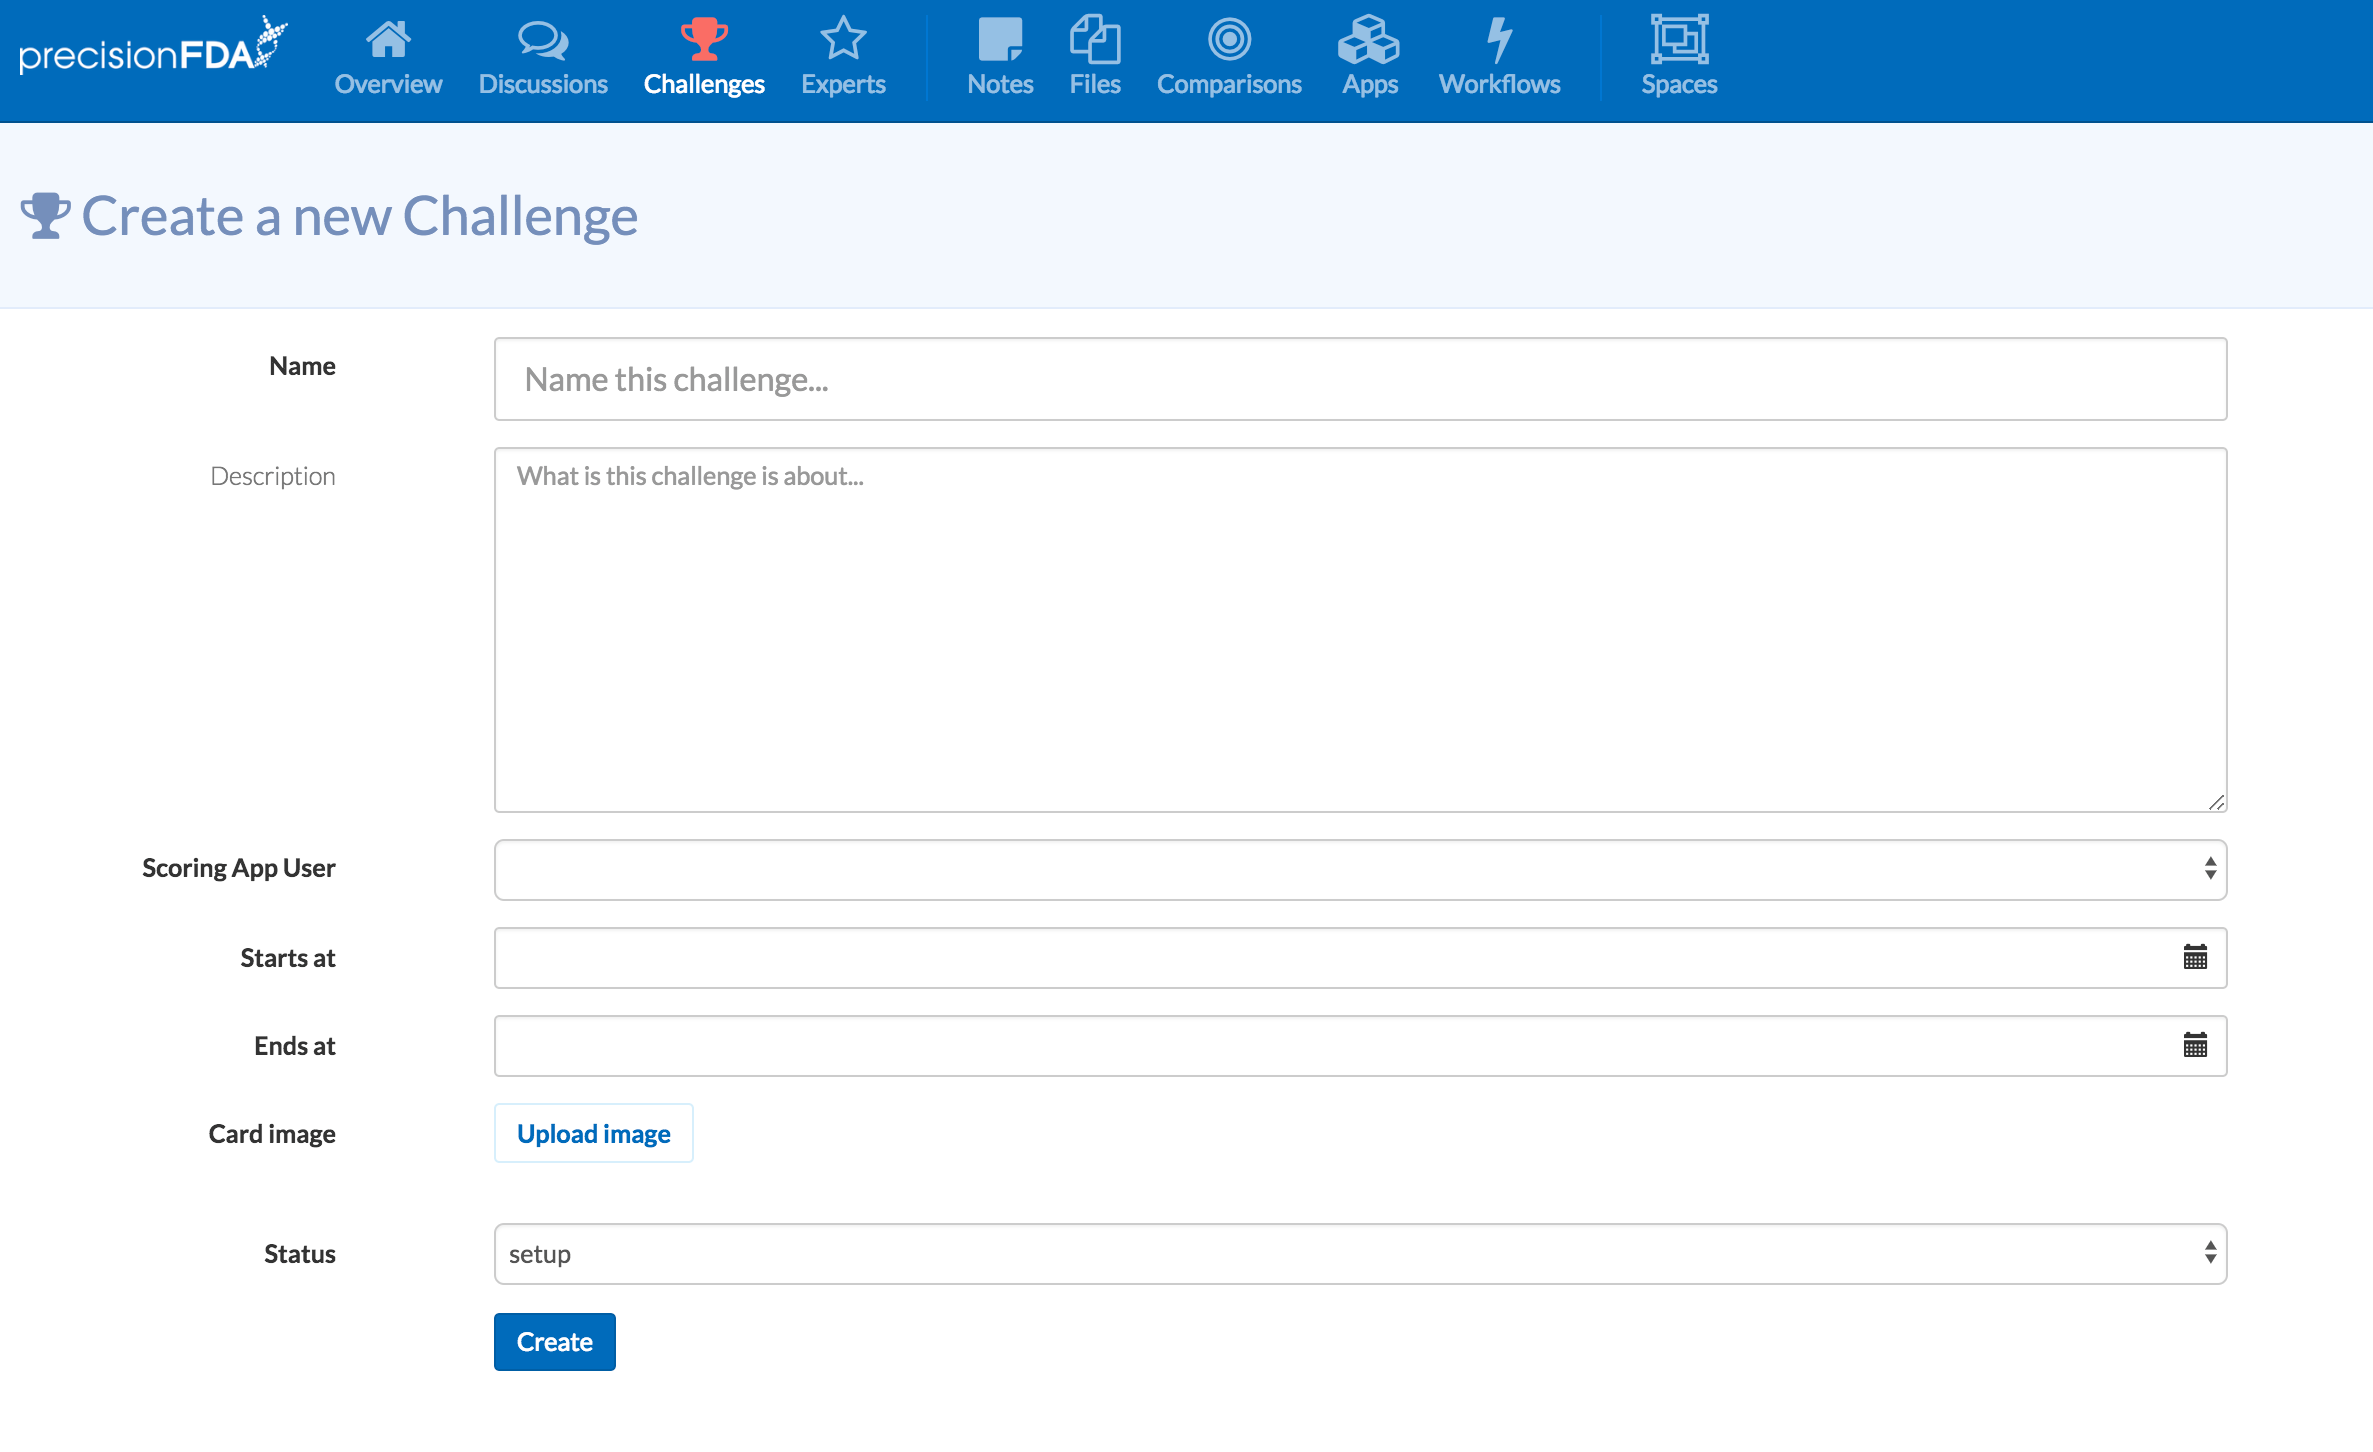 precisionFDA
Overview Discussions Challenges Experts Notes Files Comparisons Apps Workflows Spaces
Create a new Challenge
Name
Name this challenge...
Description
What is this challenge is about...
Scoring App User
Starts at
Ends at
Card image
Upload image
Status
setup
Create